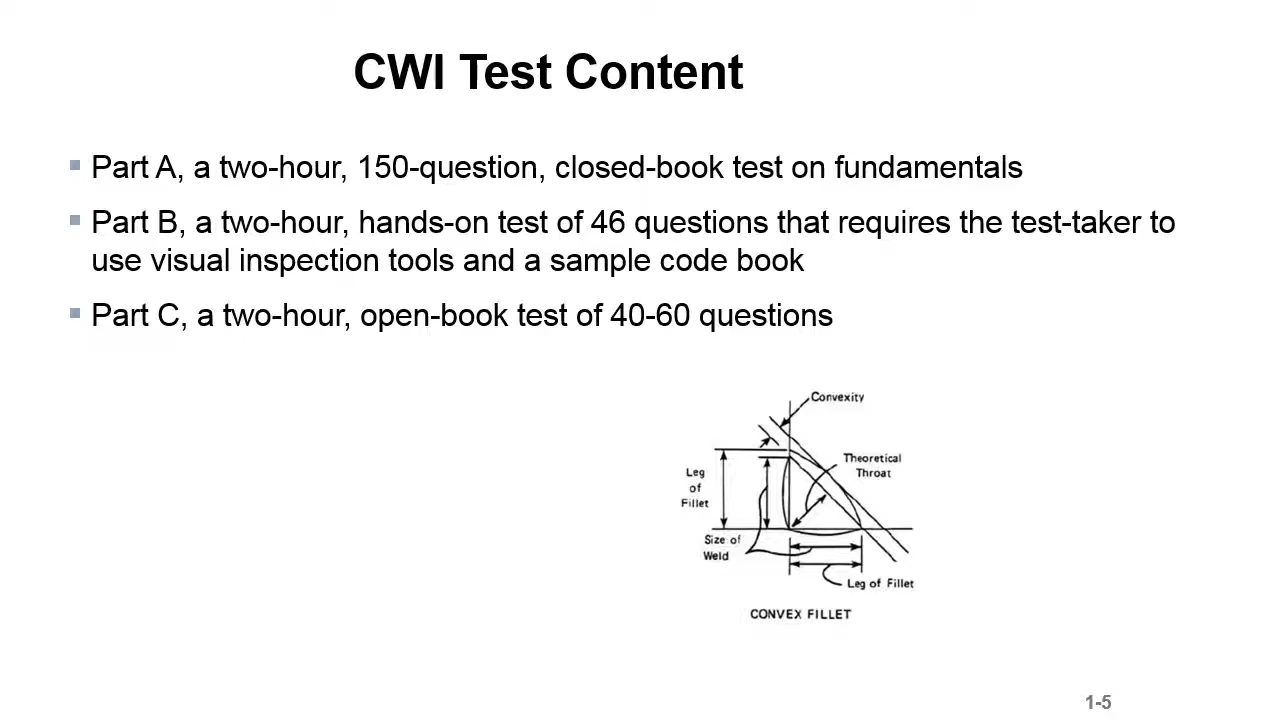 CWI Test Content
▪ Part A, a two-hour, 150-question, closed-book test on fundamentals
▪ Part B, a two-hour, hands-on test of 46 questions that requires the test-taker to
use visual inspection tools and a sample code book
▪ Part C, a two-hour, open-book test of 40-60 questions
Convexity
Theoretical
Throat
Leg
of
Fillet
Size of
Weld
Leg of Fillet
CONVEX FILLET
1-5